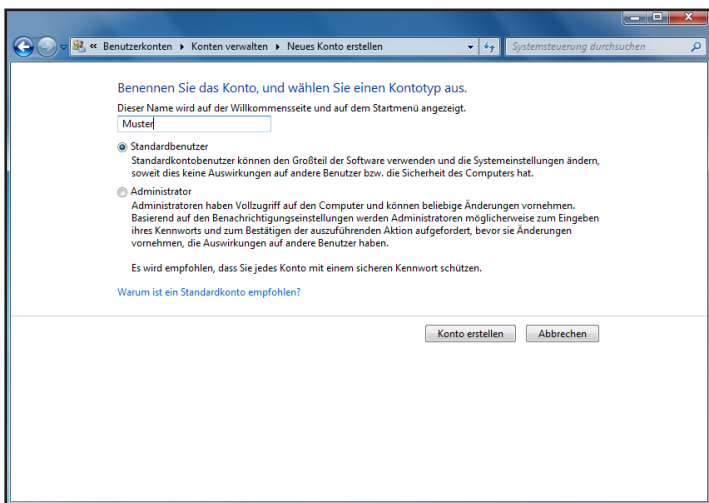 « Benutzerkonten ▸ Konten verwalten ▸ Neues Konto erstellen
Systemsteuerung durchsuchen
Benennen Sie das Konto, und wählen Sie einen Kontotyp aus.
Dieser Name wird auf der Willkommensseite und auf dem Startmenü angezeigt.
Muster
Standardbenutzer
Standardkontobenutzer können den Großteil der Software verwenden und die Systemeinstellungen ändern,
soweit dies keine Auswirkungen auf andere Benutzer bzw. die Sicherheit des Computers hat.
Administrator
Administratoren haben Vollzugriff auf den Computer und können beliebige Änderungen vornehmen.
Basierend auf den Benachrichtigungseinstellungen werden Administratoren möglicherweise zum Eingeben
ihres Kennworts und zum Bestätigen der auszuführenden Aktion aufgefordert, bevor sie Änderungen
vornehmen, die Auswirkungen auf andere Benutzer haben.
Es wird empfohlen, dass Sie jedes Konto mit einem sicheren Kennwort schützen.
Warum ist ein Standardkonto empfohlen?
Konto erstellen
Abbrechen